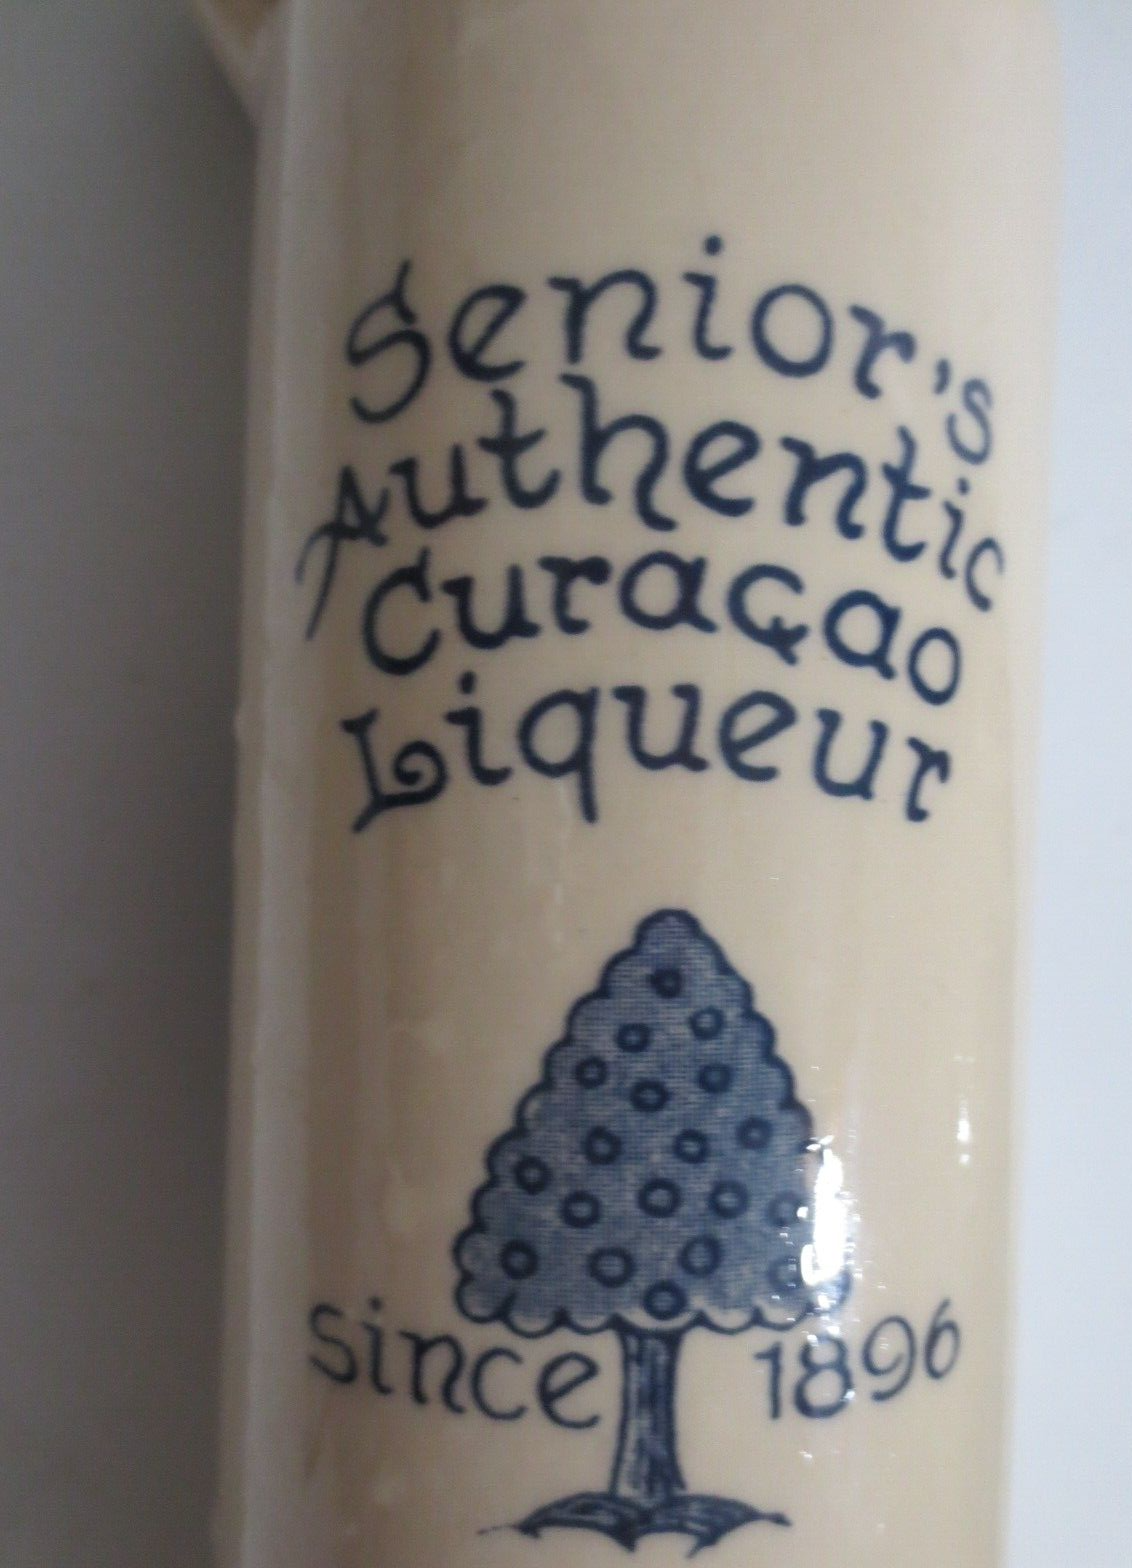 Senior's
Authentic
Curaçao
Liqueur
since 1896